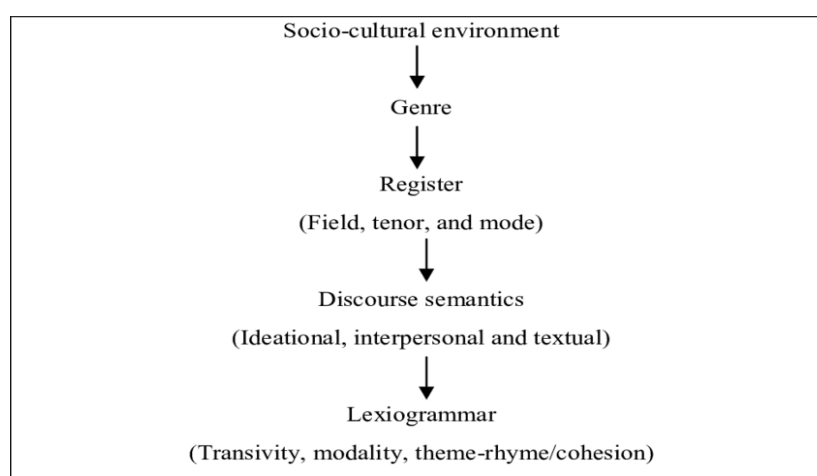 Socio-cultural environment
Genre
Register
(Field, tenor, and mode)
Discourse semantics
(Ideational, interpersonal and textual)
Lexiogrammar
(Transivity, modality, theme-rhyme/cohesion)